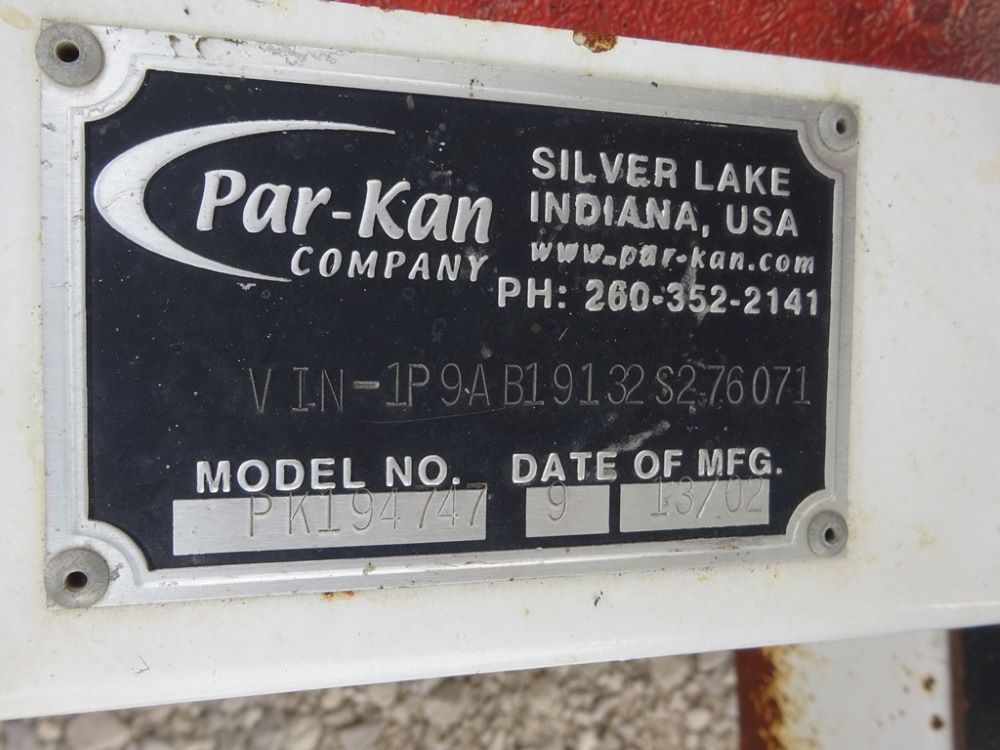 Par-Kan
COMPANY
SILVER LAKE
INDIANA, USA
www.par-kan.com
PH: 260-352-2141
VIN-1P9AB19132S276071
MODEL NO. DATE OF MFG.
PK194747 9 13/02